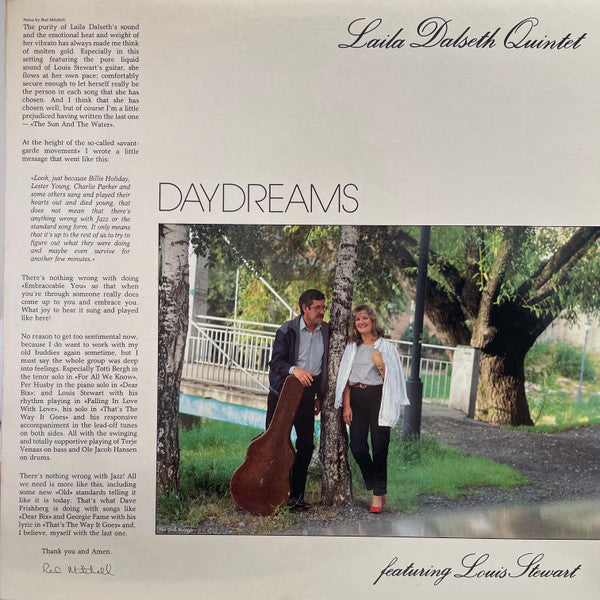 Notes by Red Mitchell:
The purity of Laila Dalseth's sound
and the emotional heat and weight of
her vibrato has always made me think
of molten gold. Especially in this
setting featuring the pure liquid
sound of Louis Stewart's guitar, she
flows at her own pace; comfortably
secure enough to let herself really be
the person in each song that she has
chosen. And I think that she has
chosen well, but of course I'm a little
prejudiced having written the last one
— «The Sun And The Water».
At the height of the so-called «avant-
garde movement» I wrote a little
message that went like this:
«Look, just because Billie Holiday,
Lester Young, Charlie Parker and
some others sang and played their
hearts out and died young, that
does not mean that there's
anything wrong with Jazz or the
standard song form. It only means
that it's up to the rest of us to try to
figure out what they were doing
and maybe even survive for
another few minutes.»
There's nothing wrong with doing
«Embraceable You» so that when
you're through someone really does
come up to you and embrace you.
What joy to hear it sung and played
like here!
No reason to get too sentimental now,
because I do want to work with my
old buddies again sometime, but I
must say the whole group was deep
into feelings. Especially Totti Bergh in
the tenor solo in «For All We Know»,
Per Husby in the piano solo in «Dear
Bix»; and Louis Stewart with his
rhythm playing in «Falling In Love
With Love», his solo in «That's The
Way It Goes» and his responsive
accompaniment in the lead-off tunes
on both sides. All with the swinging
and totally supportive playing of Terje
Venaas on bass and Ole Jacob Hansen
on drums.
There's nothing wrong with Jazz! All
we need is more like this, including
some new «Old» standards telling it
like it is today. That's what Dave
Frishberg is doing with songs like
«Dear Bix» and Georgie Fame with his
lyric in «That's The Way It Goes» and,
I believe, myself with the last one.
Thank you and Amen.
Red Mitchell
Laila Dalseth Quintet
DAYDREAMS
featuring Louis Stewart